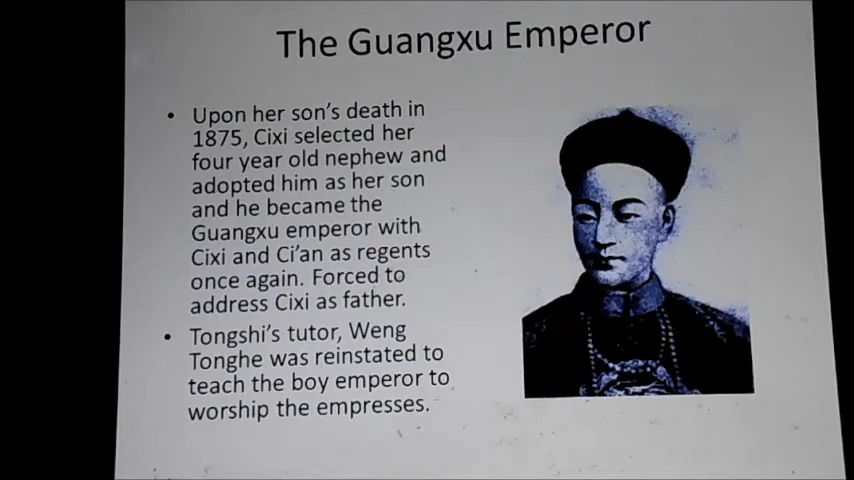 The Guangxu Emperor
• Upon her son's death in
1875, Cixi selected her
four year old nephew and
adopted him as her son
and he became the
Guangxu emperor with
Cixi and Ci'an as regents
once again. Forced to
address Cixi as father.
• Tongshi's tutor, Weng
Tonghe was reinstated to
teach the boy emperor to
worship the empresses.